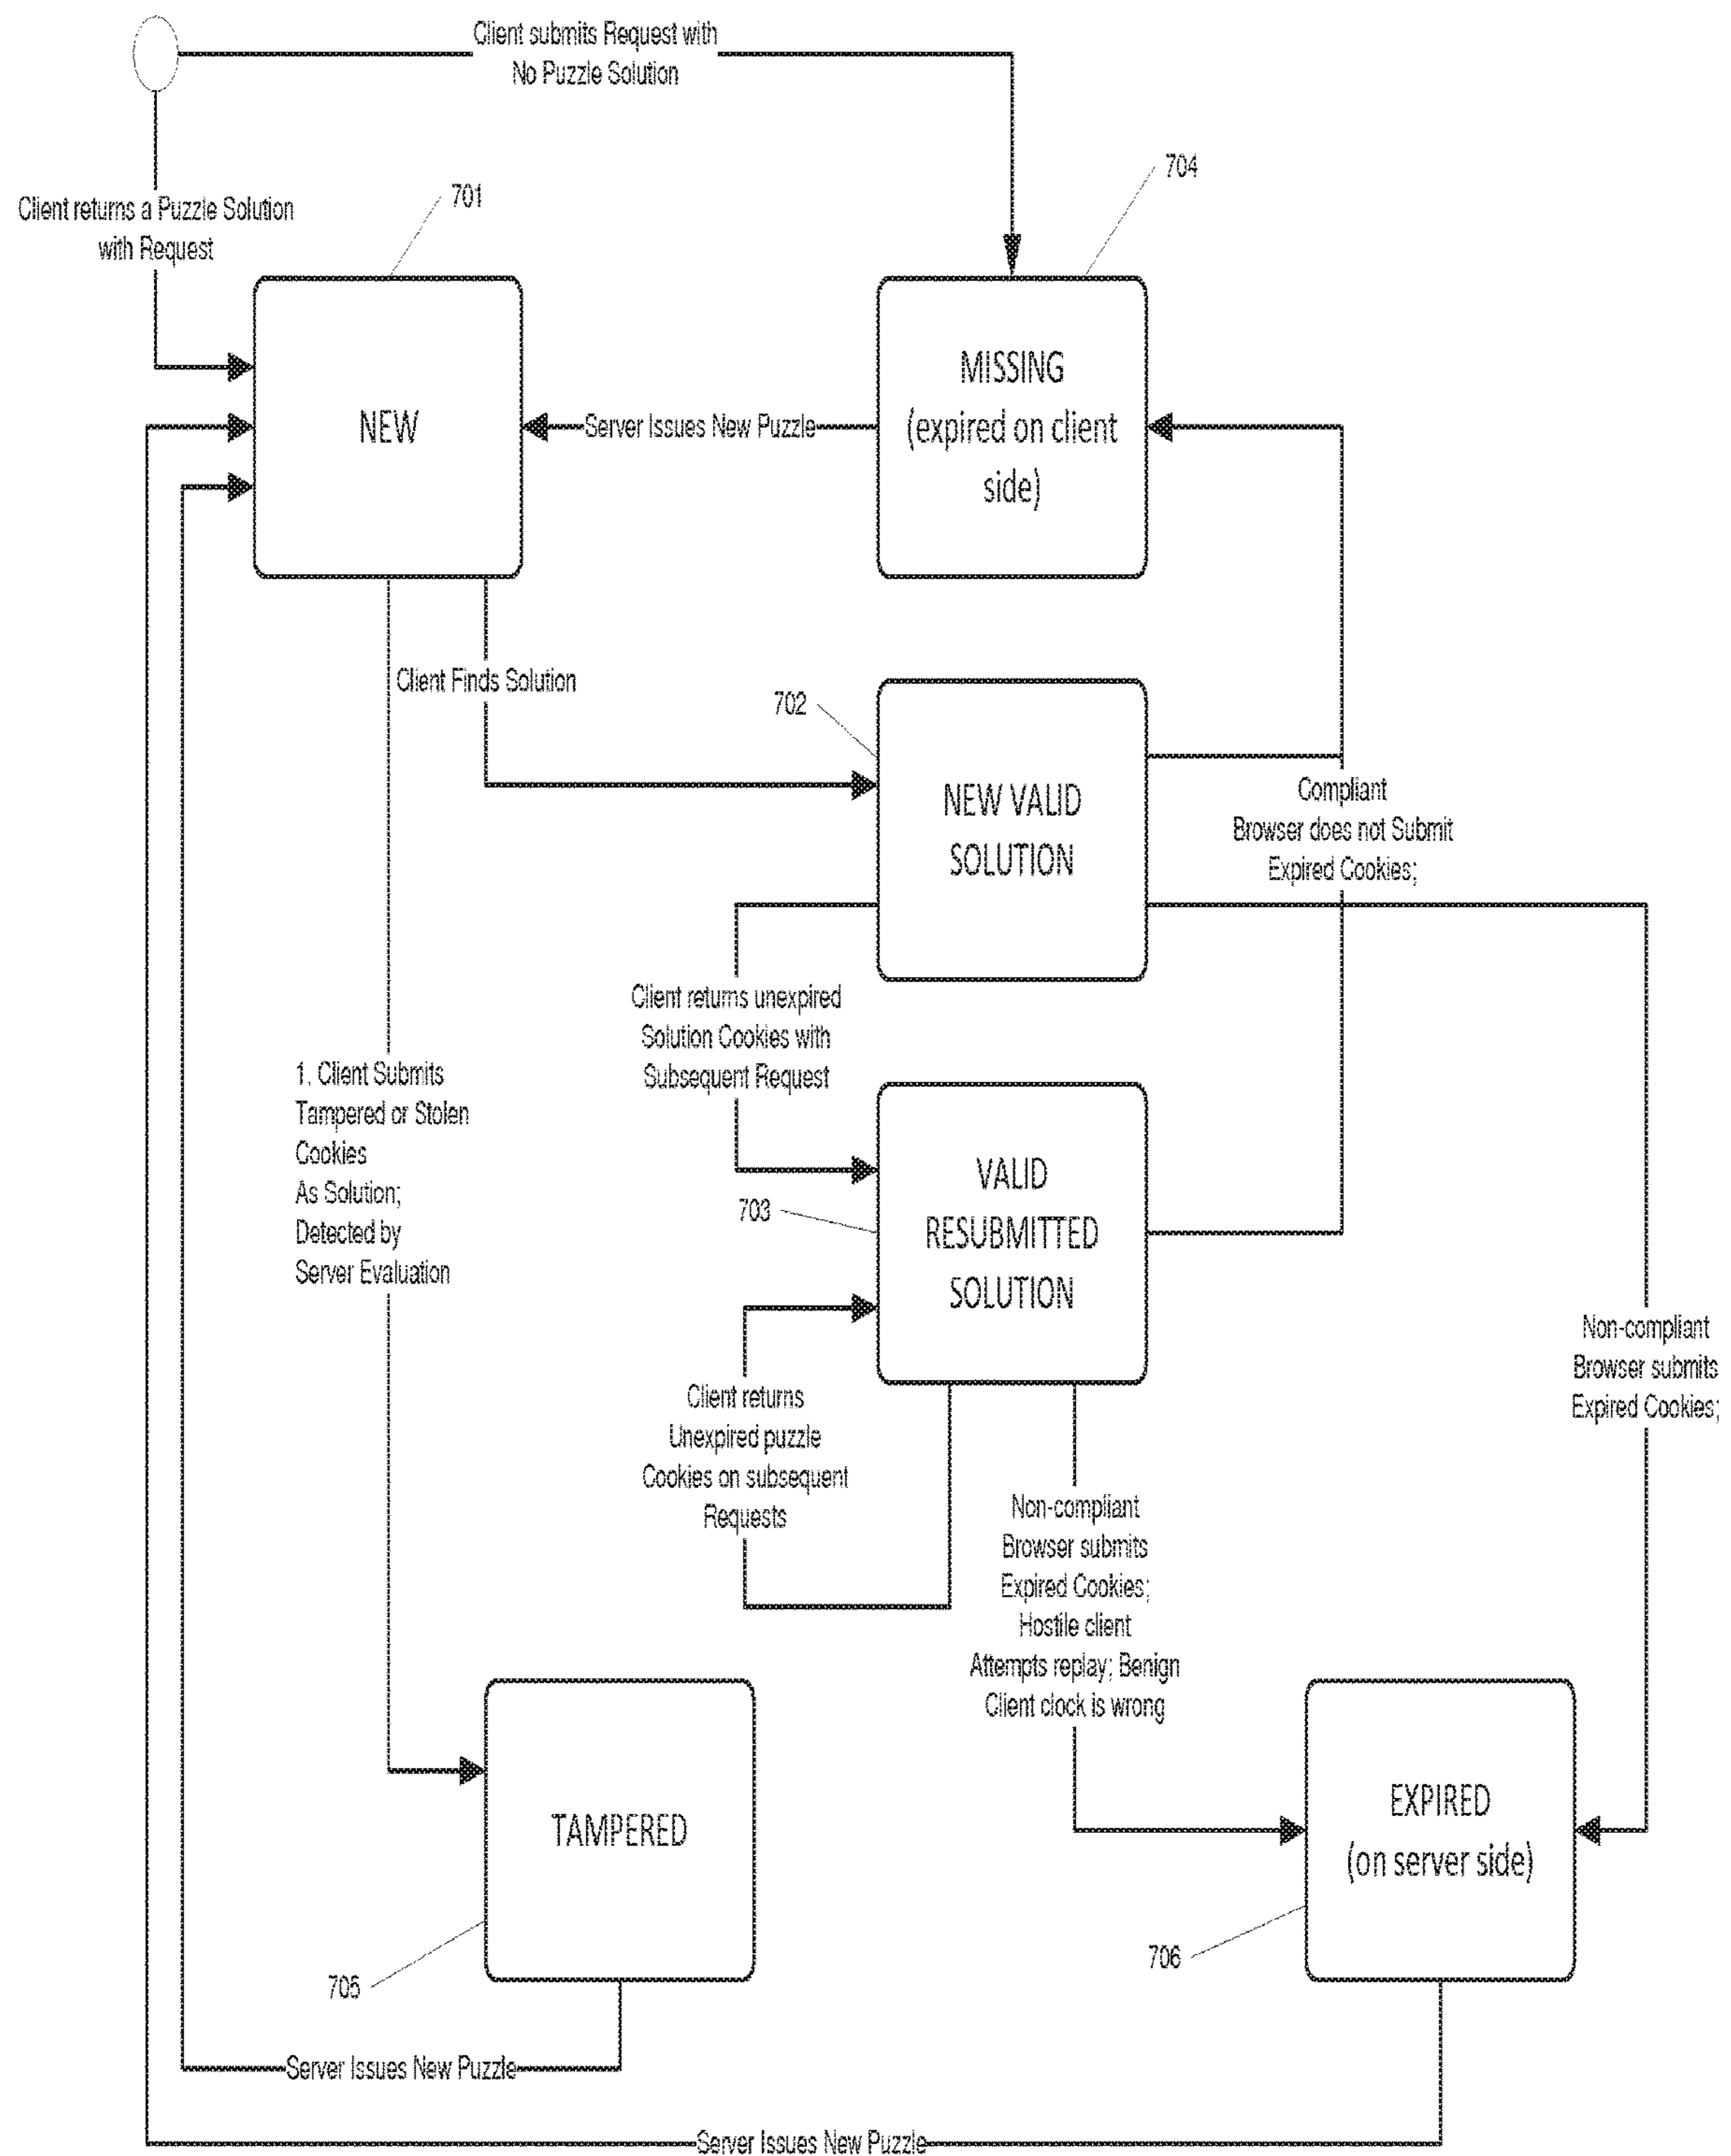 Client submits Request with
No Puzzle Solution
704
701
Client returns a Puzzle Solution
with Request
NEW
Server Issues New Puzzle
MISSING
(expired on client
side)
Client Finds Solution
702
NEW VALID
SOLUTION
Compliant
Browser does not Submit
Expired Cookies;
Client returns unexpired
Solution Cookies with
Subsequent Request
1. Client Submits
Tampered or Stolen
Cookies
As Solution;
Detected by
Server Evaluation
703
VALID
RESUBMITTED
SOLUTION
Non-compliant
Browser submits
Expired Cookies;
Client returns
Unexpired puzzle
Cookies on subsequent
Requests
Non-compliant
Browser submits
Expired Cookies;
Hostile client
Attempts replay; Benign
Client clock is wrong
TAMPERED
EXPIRED
(on server side)
705
706
Server Issues New Puzzle
Server Issues New Puzzle